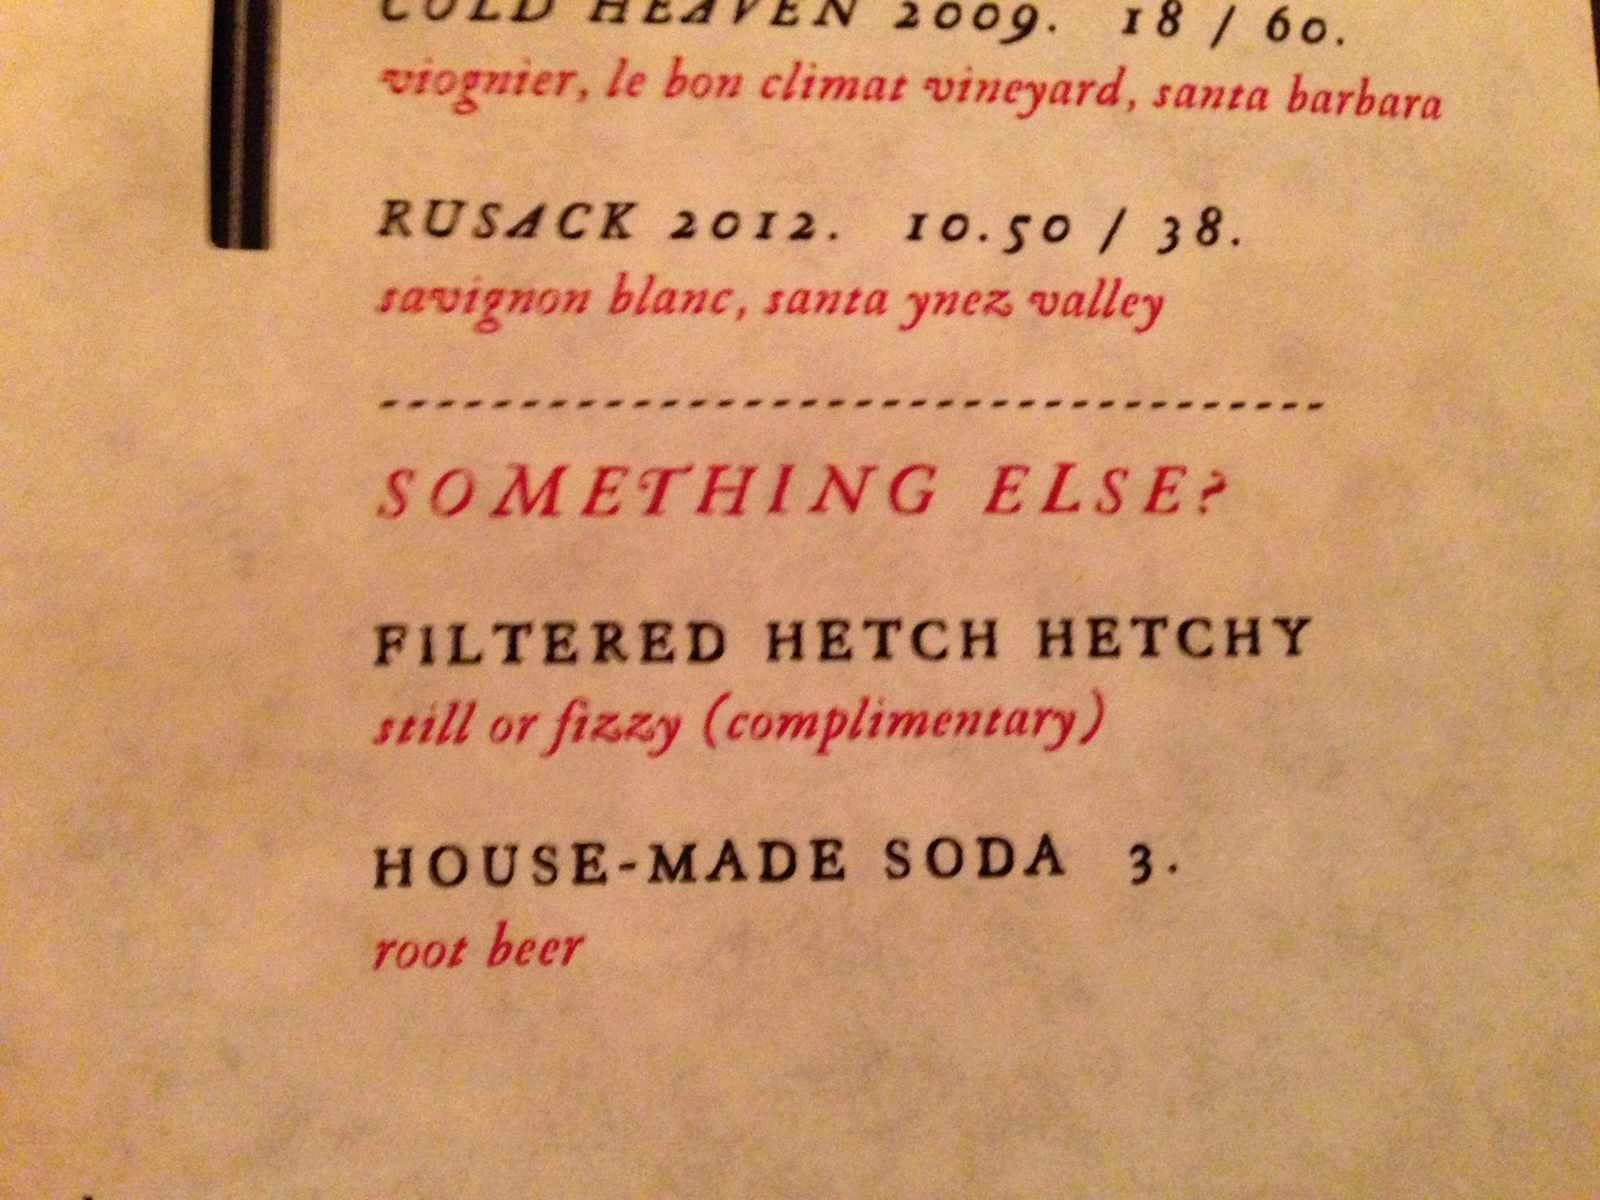 COLD HEAVEN 2009. 18 / 60.
viognier, le bon climat vineyard, santa barbara
RUSACK 2012. 10.50 / 38.
savignon blanc, santa ynez valley
---------------------------------
SOMETHING ELSE?
FILTERED HETCH HETCHY
still or fizzy (complimentary)
HOUSE-MADE SODA 3.
root beer